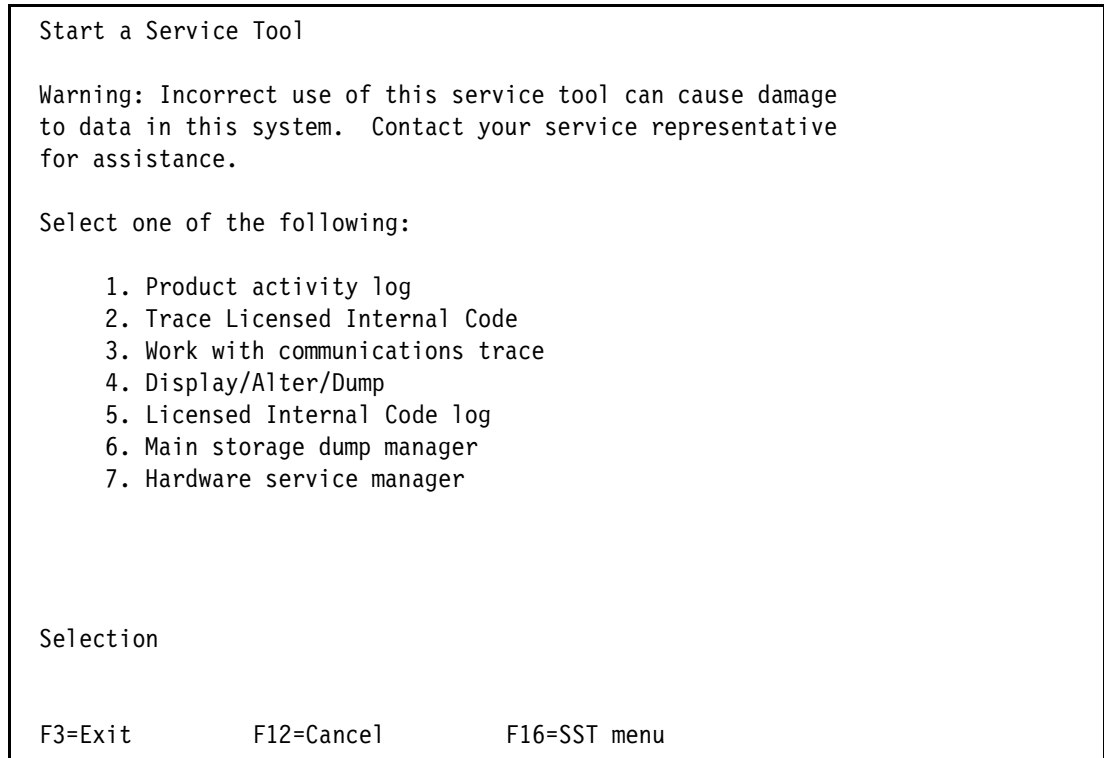 Start a Service Tool
Warning: Incorrect use of this service tool can cause damage
to data in this system.  Contact your service representative
for assistance.
Select one of the following:
1. Product activity log
2. Trace Licensed Internal Code
3. Work with communications trace
4. Display/Alter/Dump
5. Licensed Internal Code log
6. Main storage dump manager
7. Hardware service manager
Selection
F3=Exit F12=Cancel F16=SST menu